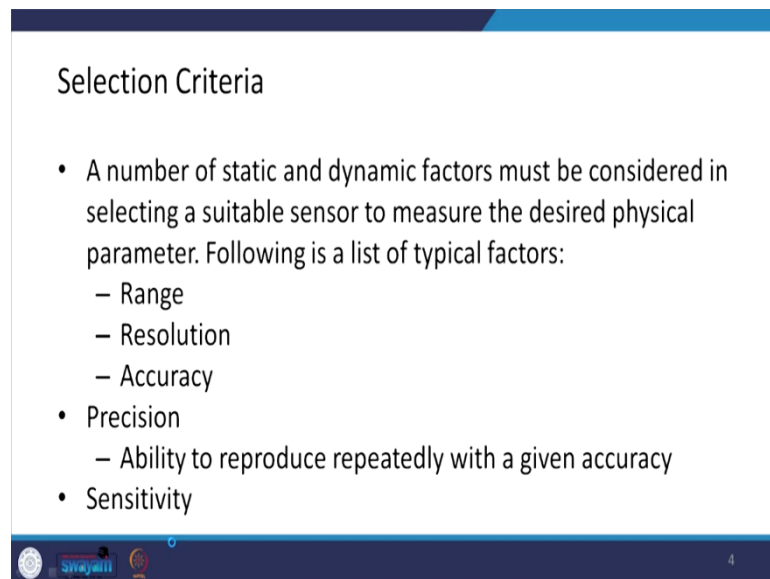 Selection Criteria
• A number of static and dynamic factors must be considered in
selecting a suitable sensor to measure the desired physical
parameter. Following is a list of typical factors:
– Range
– Resolution
– Accuracy
• Precision
– Ability to reproduce repeatedly with a given accuracy
• Sensitivity
swayam
4